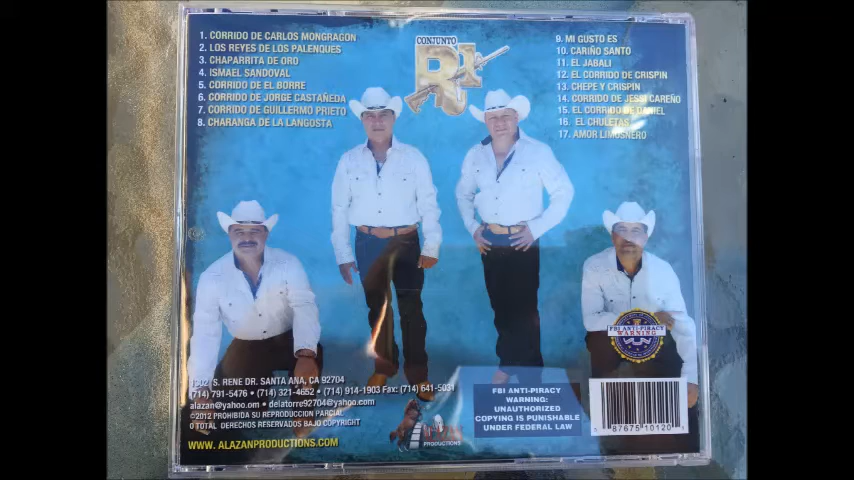 1. CORRIDO DE CARLOS MONGRAGON
2. LOS REYES DE LOS PALENQUES
3. CHAPARRITA DE ORO
4. ISMAEL SANDOVAL
5. CORRIDO DE EL BORRE
6. CORRIDO DE JORGE CASTAÑEDA
7. CORRIDO DE GUILLERMO PRIETO
8. CHARANGA DE LA LANGOSTA
CONJUNTO
R1
9. MI GUSTO ES
10. CARIÑO SANTO
11. EL JABALI
12. EL CORRIDO DE CRISPIN
13. CHEPE Y CRISPIN
14. CORRIDO DE JESSI CAREÑO
15. EL CORRIDO DE DANIEL
16. EL CHULETAS
17. AMOR LIMOSNERO
FBI ANTI-PIRACY
WARNING
S. RENE DR. SANTA ANA, CA 92704
(714) 791-5476 • (714) 321-4652 • (714) 914-1903 Fax: (714) 641-5031
alazan@yahoo.om • delatorre92704@yahoo.com
©2012 PROHIBIDA SU REPRODUCCION PARCIAL
O TOTAL DERECHOS RESERVADOS BAJO COPYRIGHT
WWW. ALAZANPRODUCTIONS.COM
PRODUCTIONS
FBI ANTI-PIRACY
WARNING:
UNAUTHORIZED
COPYING IS PUNISHABLE
UNDER FEDERAL LAW
87675 10120